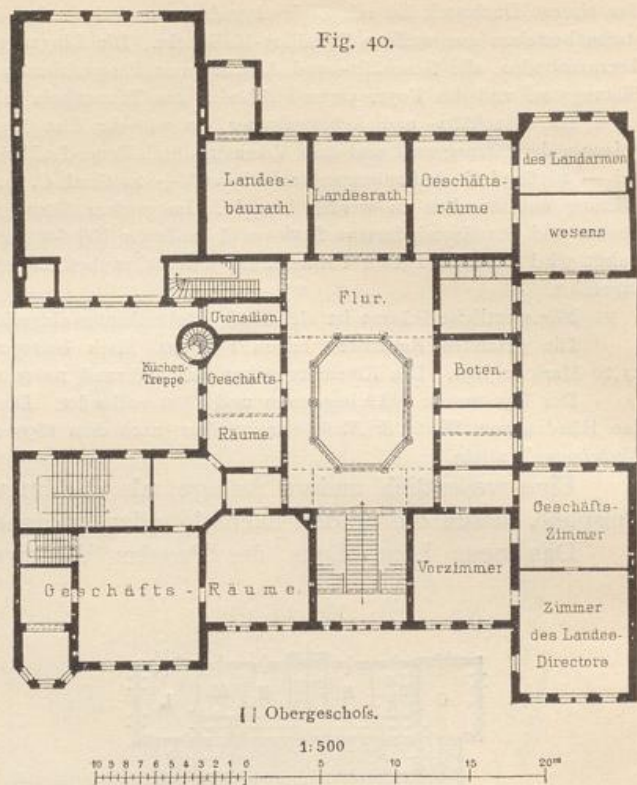 Fig. 40.
Landes-
baurath.
Landesrath.
Geschäfts-
räume
des Landarmen
wesens
Flur.
Utensilien.
Küchen-
Treppe
Geschäfts-
Räume.
Boten.
Geschäfts-
Zimmer
Geschäfts - Räume.
Vorzimmer
Zimmer
des Landes-
Directors
Obergeschoſs.
1:500
10 9 8 7 6 5 4 3 2 1 0 5 10 15 20m